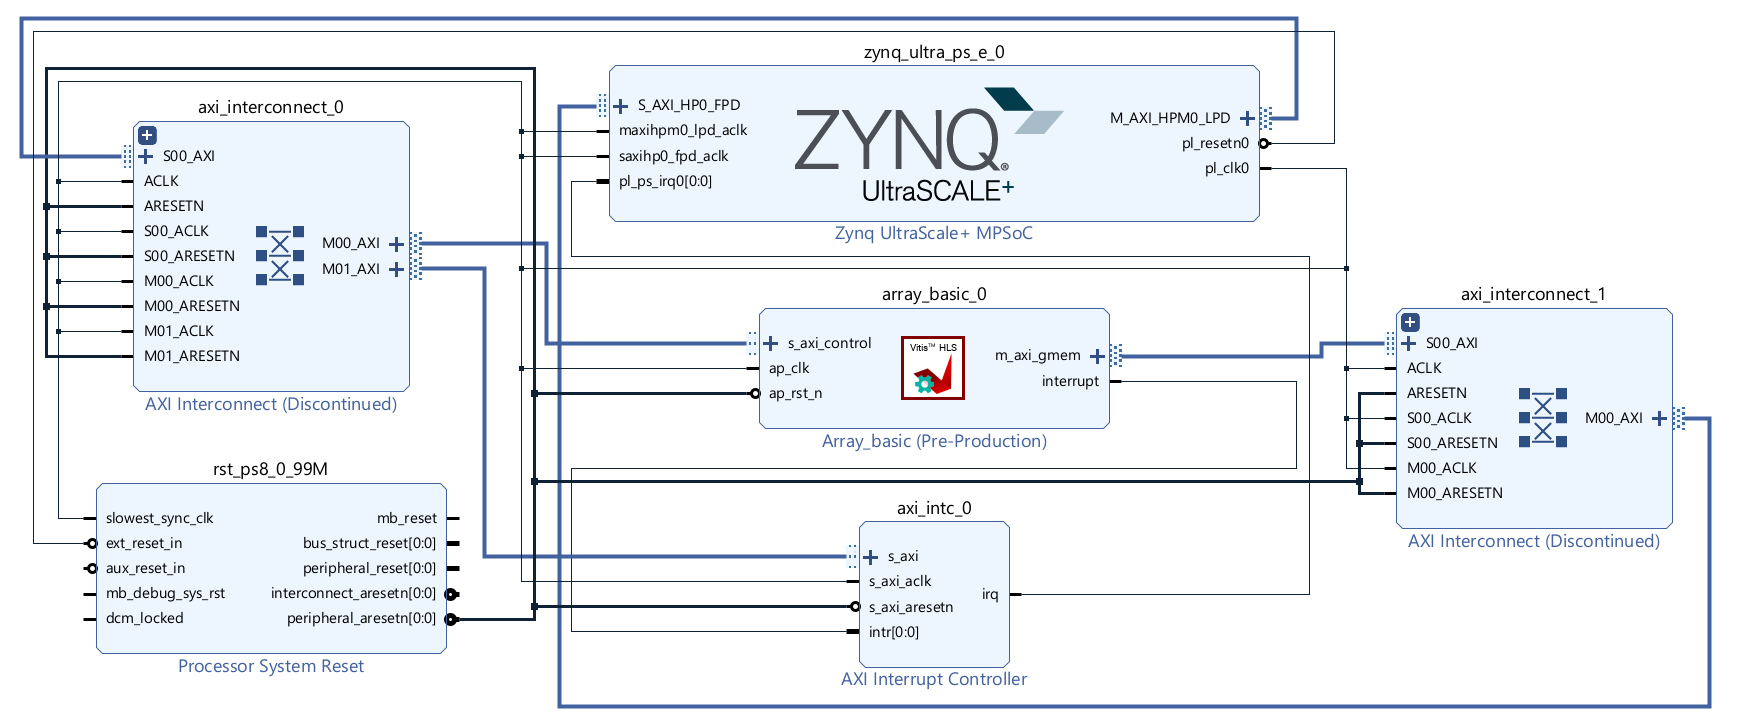 zynq_ultra_ps_e_0
S_AXI_HP0_FPD
maxihpm0_lpd_aclk
saxihp0_fpd_aclk
pl_ps_irq0[0:0]
ZYNQ®
UltraSCALE+
M_AXI_HPM0_LPD
pl_resetn0
pl_clk0
Zynq UltraScale+ MPSoC
axi_interconnect_0
S00_AXI
ACLK
ARESETN
S00_ACLK
S00_ARESETN
M00_ACLK
M00_ARESETN
M01_ACLK
M01_ARESETN
M00_AXI
M01_AXI
AXI Interconnect (Discontinued)
array_basic_0
s_axi_control
ap_clk
ap_rst_n
Vitis™ HLS
m_axi_gmem
interrupt
Array_basic (Pre-Production)
axi_interconnect_1
S00_AXI
ACLK
ARESETN
S00_ACLK
S00_ARESETN
M00_ACLK
M00_ARESETN
M00_AXI
AXI Interconnect (Discontinued)
rst_ps8_0_99M
slowest_sync_clk
ext_reset_in
aux_reset_in
mb_debug_sys_rst
dcm_locked
mb_reset
bus_struct_reset[0:0]
peripheral_reset[0:0]
interconnect_aresetn[0:0]
peripheral_aresetn[0:0]
Processor System Reset
axi_intc_0
s_axi
s_axi_aclk
s_axi_aresetn
intr[0:0]
irq
AXI Interrupt Controller